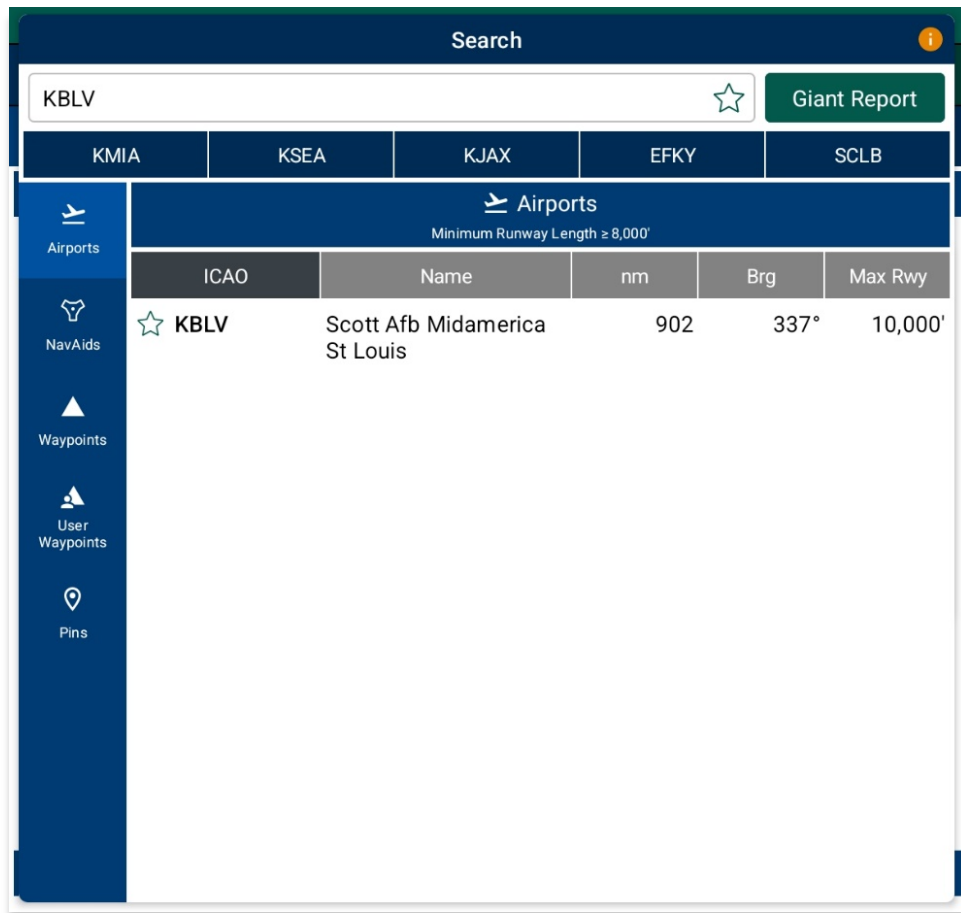 Search
KBLV
Giant Report
KMIA KSEA KJAX EFKY SCLB
Airports
NavAids
Waypoints
User
Waypoints
Pins
Airports
Minimum Runway Length ≥ 8,000'
ICAO Name nm Brg Max Rwy
KBLV Scott Afb Midamerica 902 337° 10,000'
St Louis